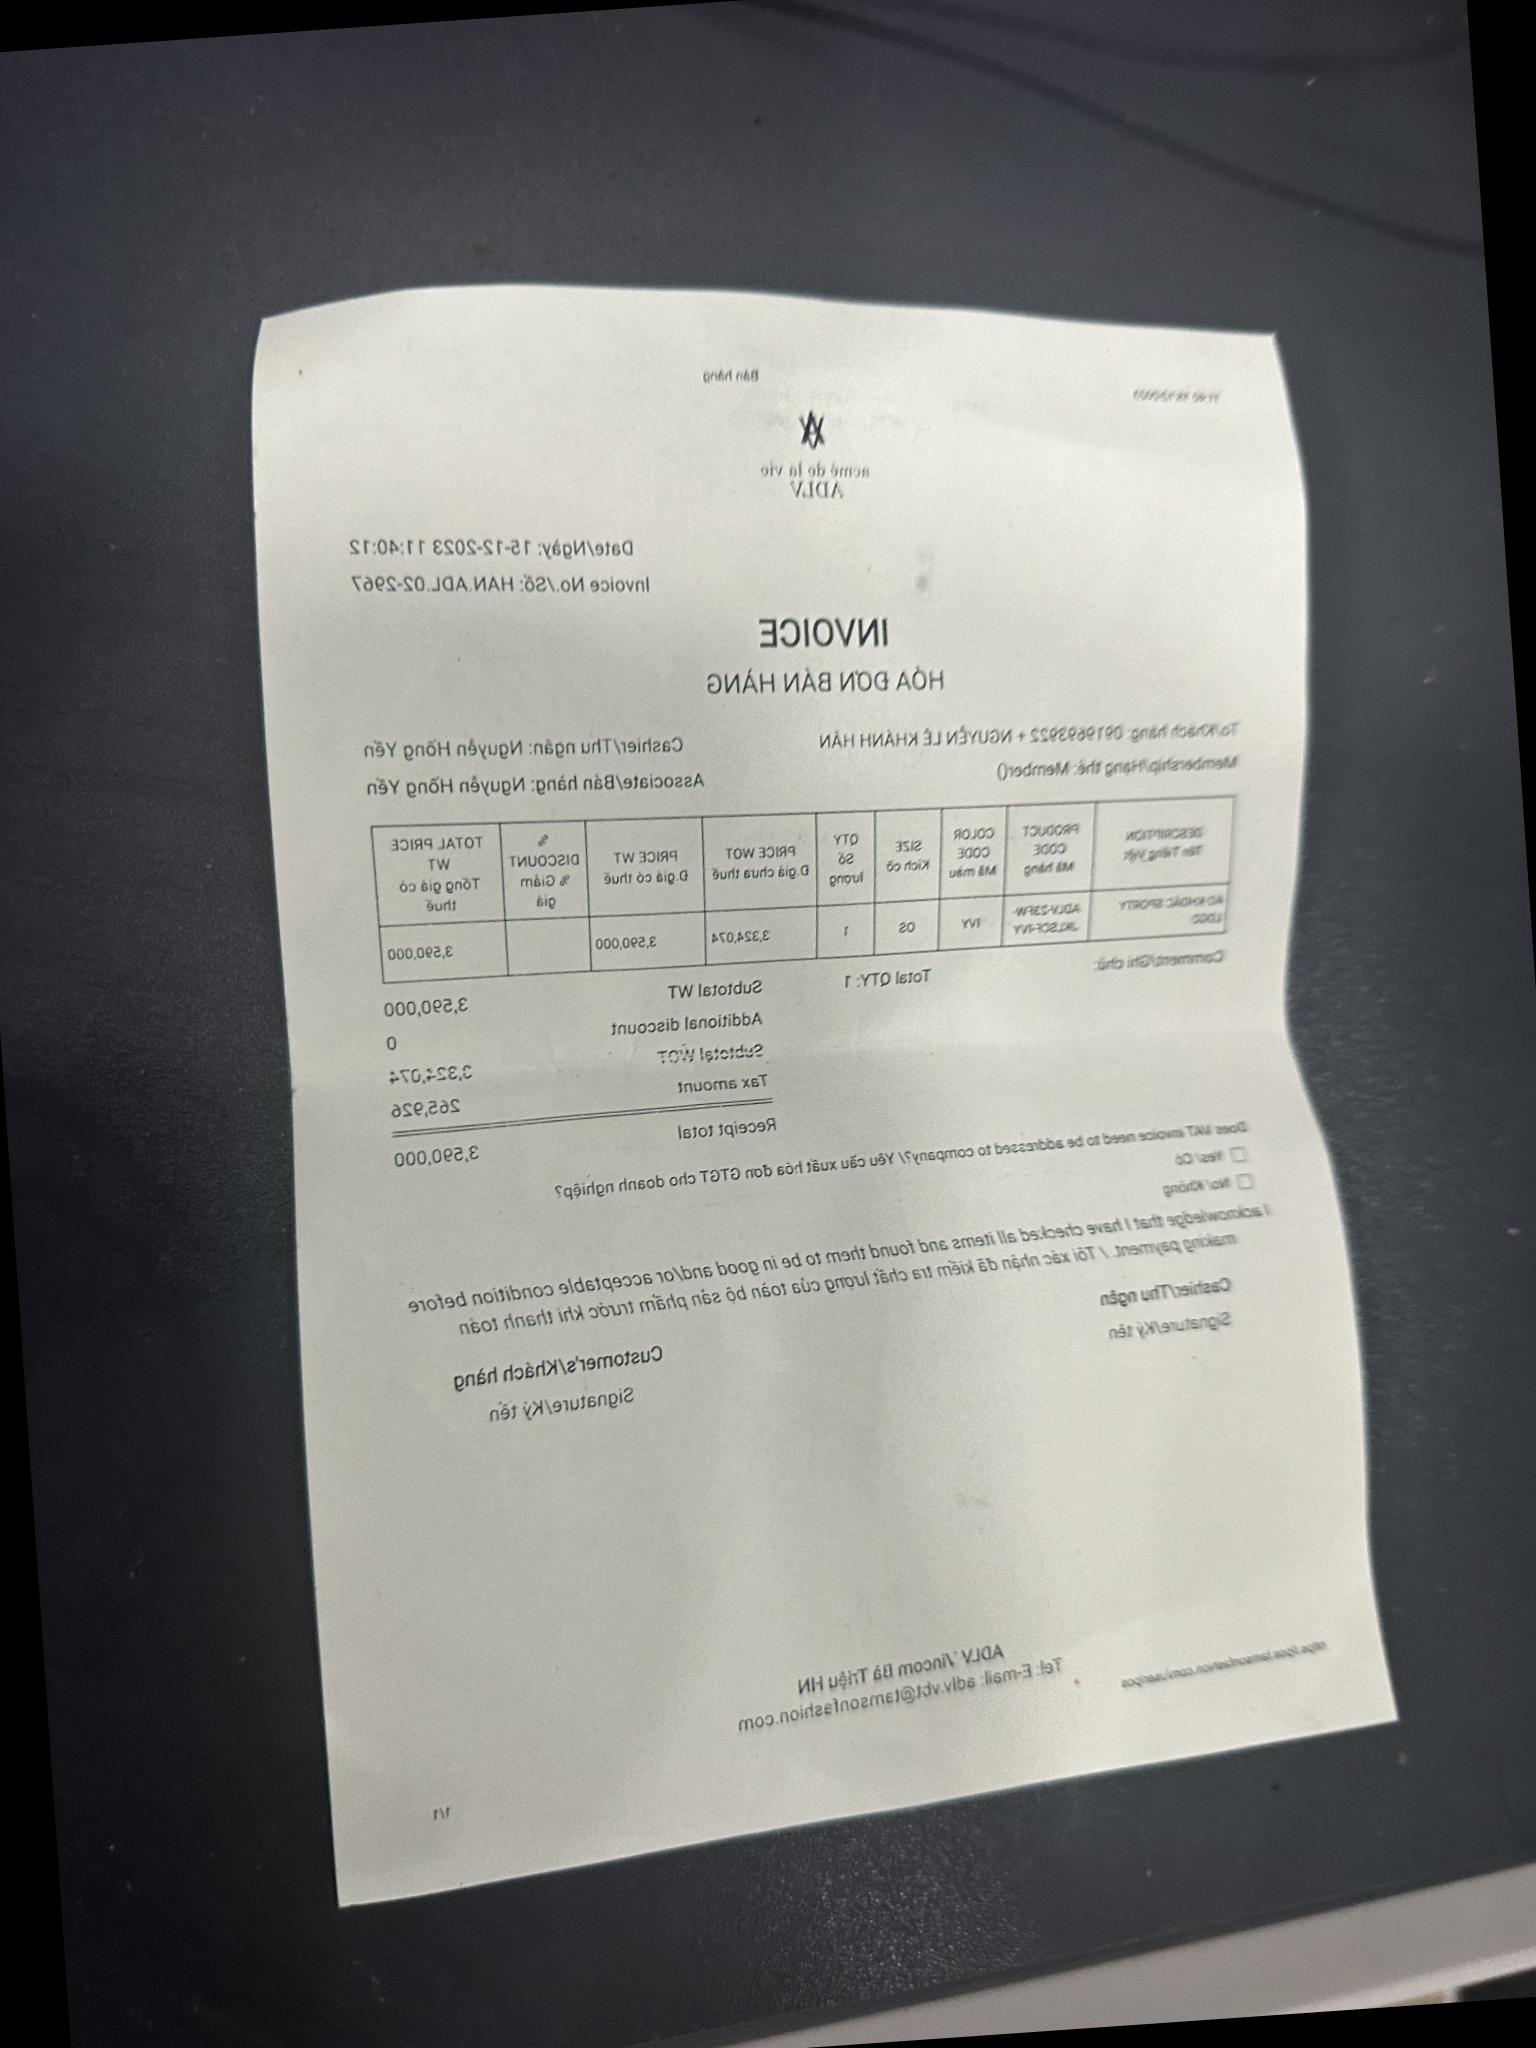 11:40 15/12/2023
Bán hàng
acmé de la vie
ADLV
Date/Ngày: 15-12-2023 11:40:12
Invoice No./Số: HAN.ADL.02-2967
INVOICE
HÓA ĐƠN BÁN HÀNG
To/Khách hàng: 0919693922 + NGUYỄN LÊ KHÁNH HÂN
Cashier/Thu ngân: Nguyễn Hồng Yến
Membership/Hạng thẻ: Member()
Associate/Bán hàng: Nguyễn Hồng Yến
DESCRIPTION Tên Tiếng Việt PRODUCT CODE Mã hàng COLOR CODE Mã màu SIZE Kích cỡ QTY Số lượng PRICE WOT Đ.giá chưa thuế PRICE WT Đ.giá có thuế % DISCOUNT % Giảm giá TOTAL PRICE WT Tổng giá có thuế
ÁO KHOÁC SPORTY LOGO ADLV-23FW-JKLSCF-IVY IVY OS 1 3,324,074 3,590,000 3,590,000
Comment/Ghi chú:
Total QTY: 1
Subtotal WT 3,590,000
Additional discount 0
Subtotal WOT 3,324,074
Tax amount 265,926
Receipt total 3,590,000
Does VAT invoice need to be addressed to company?/ Yêu cầu xuất hóa đơn GTGT cho doanh nghiệp?
Yes/ Có
No/ Không
I acknowledge that I have checked all items and found them to be in good and/or acceptable condition before
making payment. / Tôi xác nhận đã kiểm tra chất lượng của toàn bộ sản phẩm trước khi thanh toán
Cashier/Thu ngân
Signature/Ký tên
Customer's/Khách hàng
Signature/Ký tên
ADLV Vincom Bà Triệu HN
Tel: E-mail: adlv.vbt@tamsonfashion.com
https://pos.tamsonfashion.com/user/pos
1/1